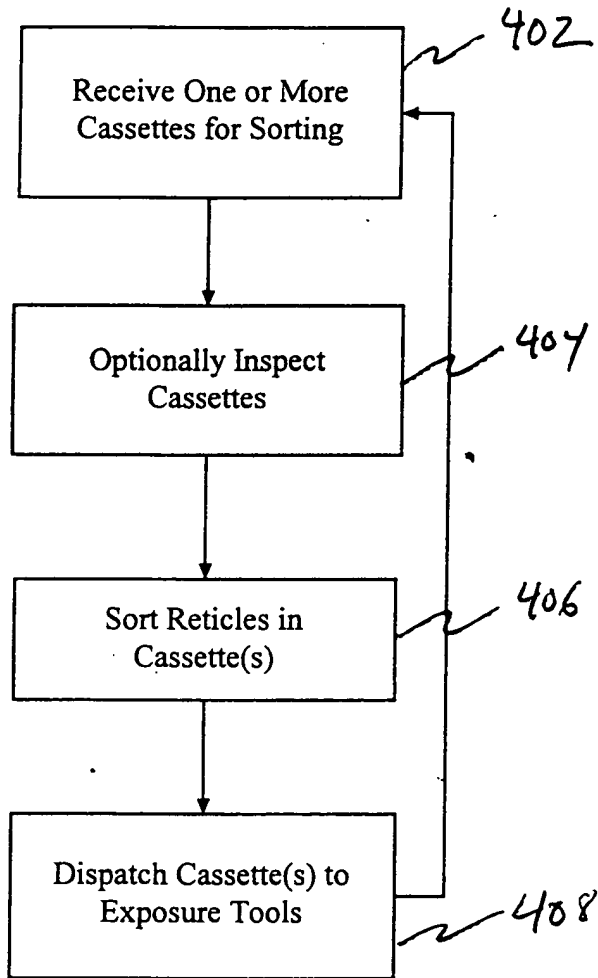 402
Receive One or More
Cassettes for Sorting
404
Optionally Inspect
Cassettes
406
Sort Reticles in
Cassette(s)
Dispatch Cassette(s) to
Exposure Tools
408